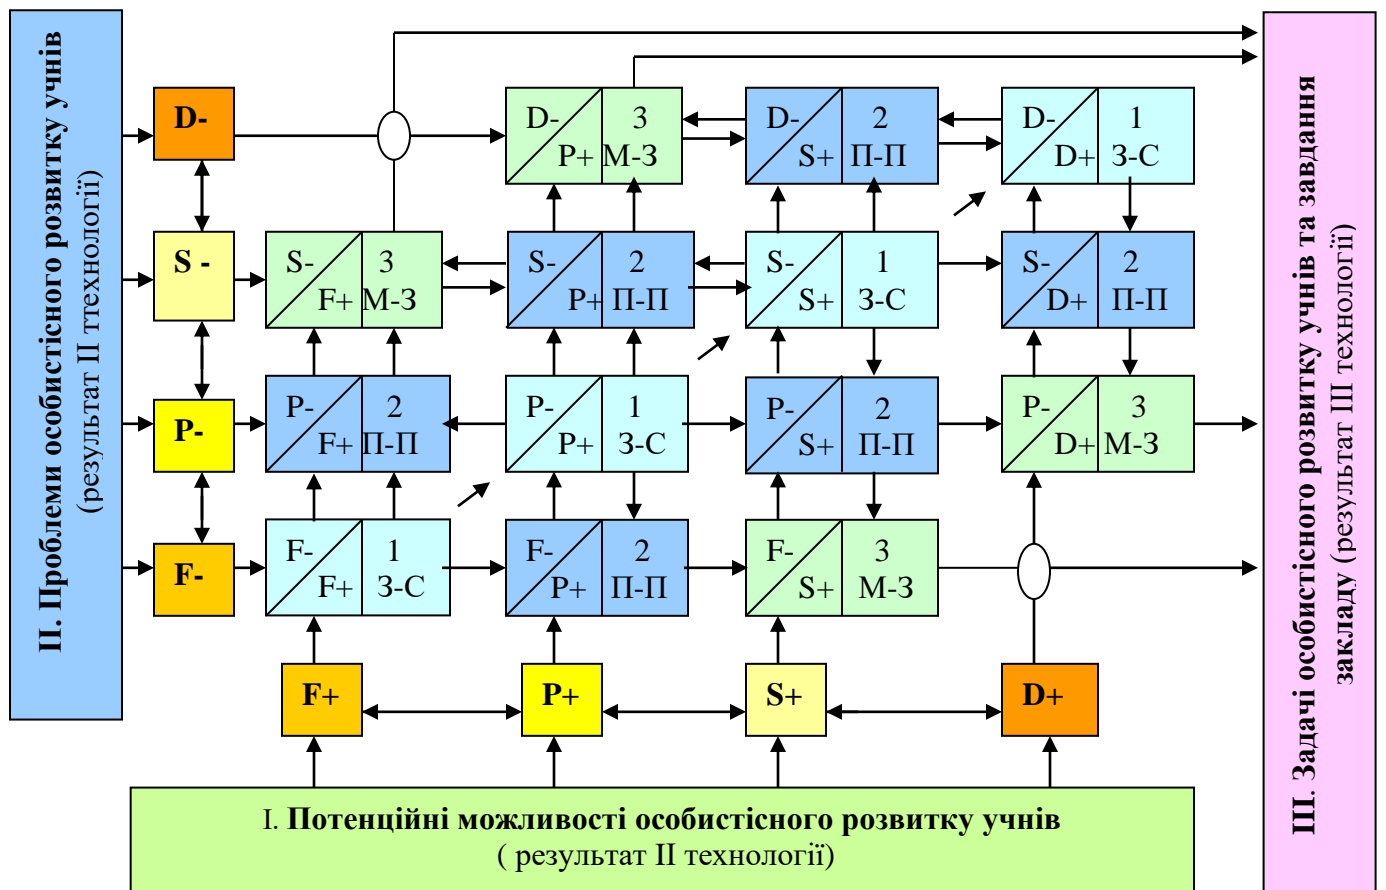 II. Проблеми особистісного розвитку учнів
(результат II ттехнології)
D-
S -
P-
F-
D- 3
P+ М-З
D- 2
S+ П-П
D- 1
D+ З-С
S- 3
F+ М-З
S- 2
P+ П-П
S- 1
S+ З-С
S- 2
D+ П-П
P- 2
F+ П-П
P- 1
P+ З-С
P- 2
S+ П-П
P- 3
D+ М-З
F- 1
F+ З-С
F- 2
P+ П-П
F- 3
S+ М-З
F+
P+
S+
D+
I. Потенційні можливості особистісного розвитку учнів
( результат II технології)
III. Задачі особистісного розвитку учнів та завдання
закладу (результат III технології)